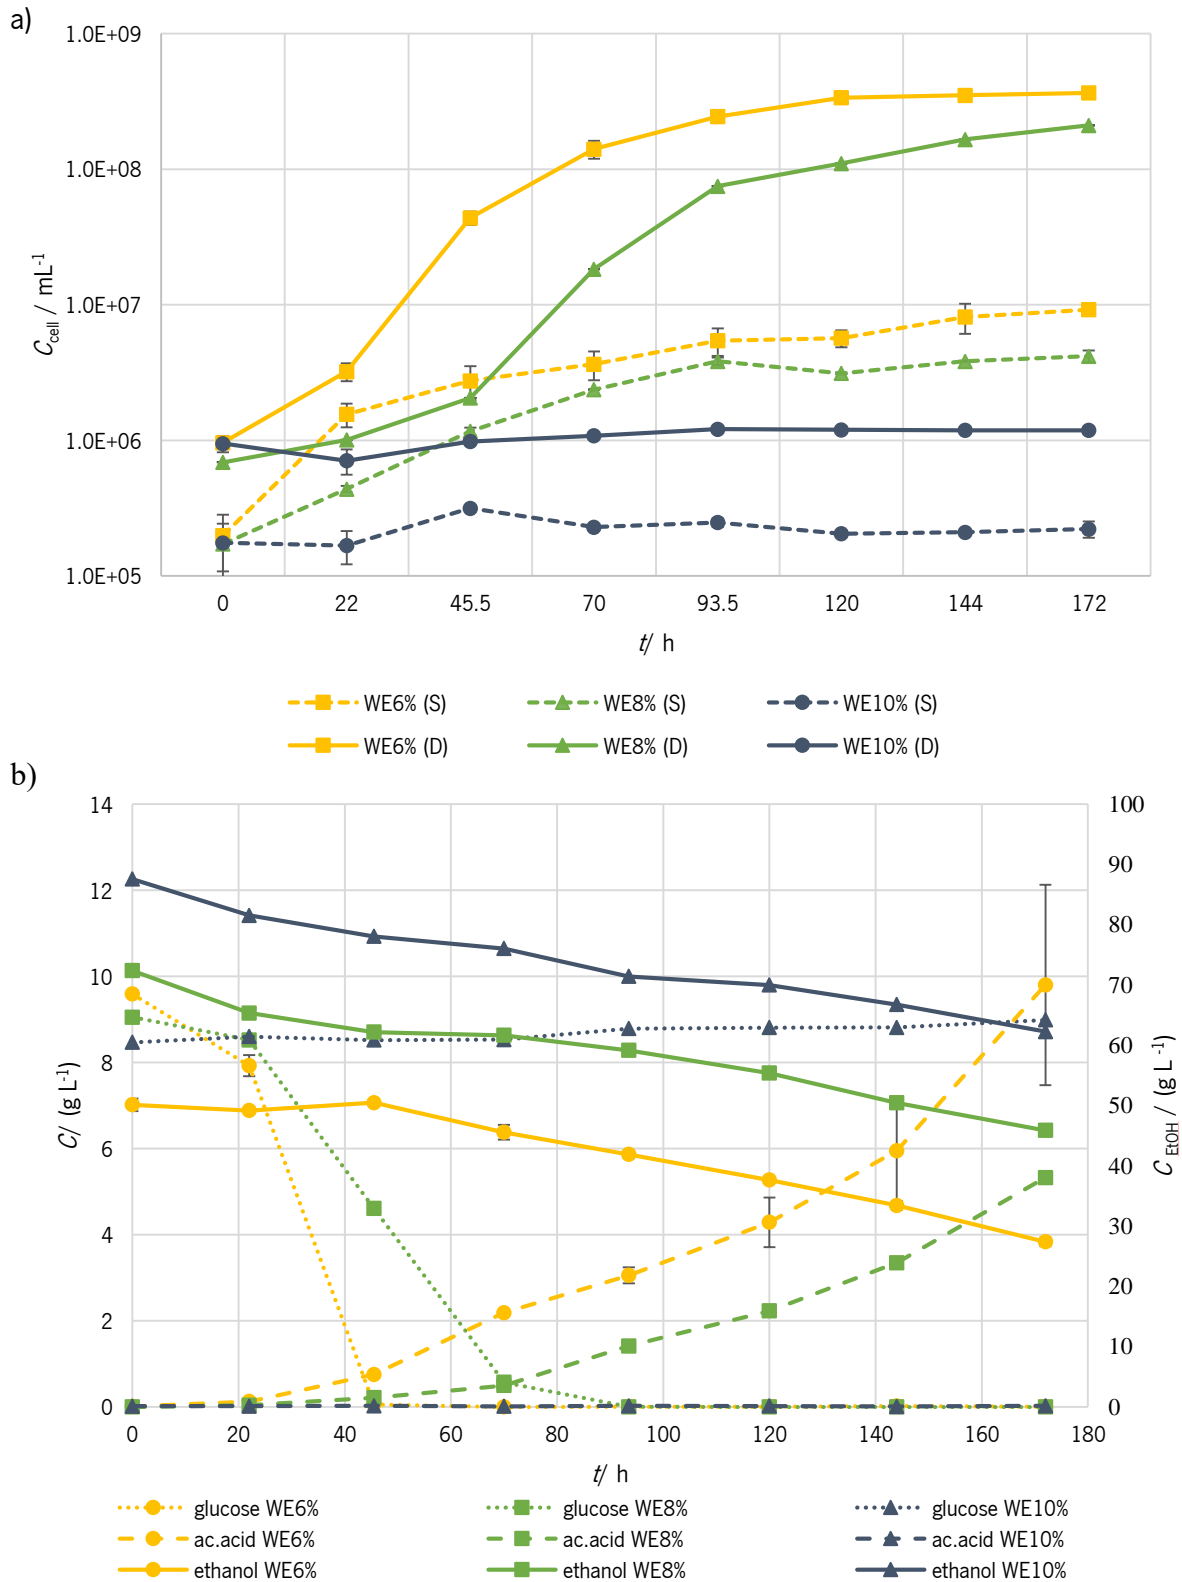 a)
1.0E+09
1.0E+08
1.0E+07
1.0E+06
1.0E+05
C cell / mL-1
0 22 45.5 70 93.5 120 144 172
t/ h
WE6% (S) WE8% (S) WE10% (S)
WE6% (D) WE8% (D) WE10% (D)
b)
14 100
90
12
80
10 70
60
8
50
6
40
4 30
20
2
10
0 0
C/ (g L-1)
C EtOH / (g L-1)
0 20 40 60 80 100 120 140 160 180
t/ h
glucose WE6% glucose WE8% glucose WE10%
ac.acid WE6% ac.acid WE8% ac.acid WE10%
ethanol WE6% ethanol WE8% ethanol WE10%